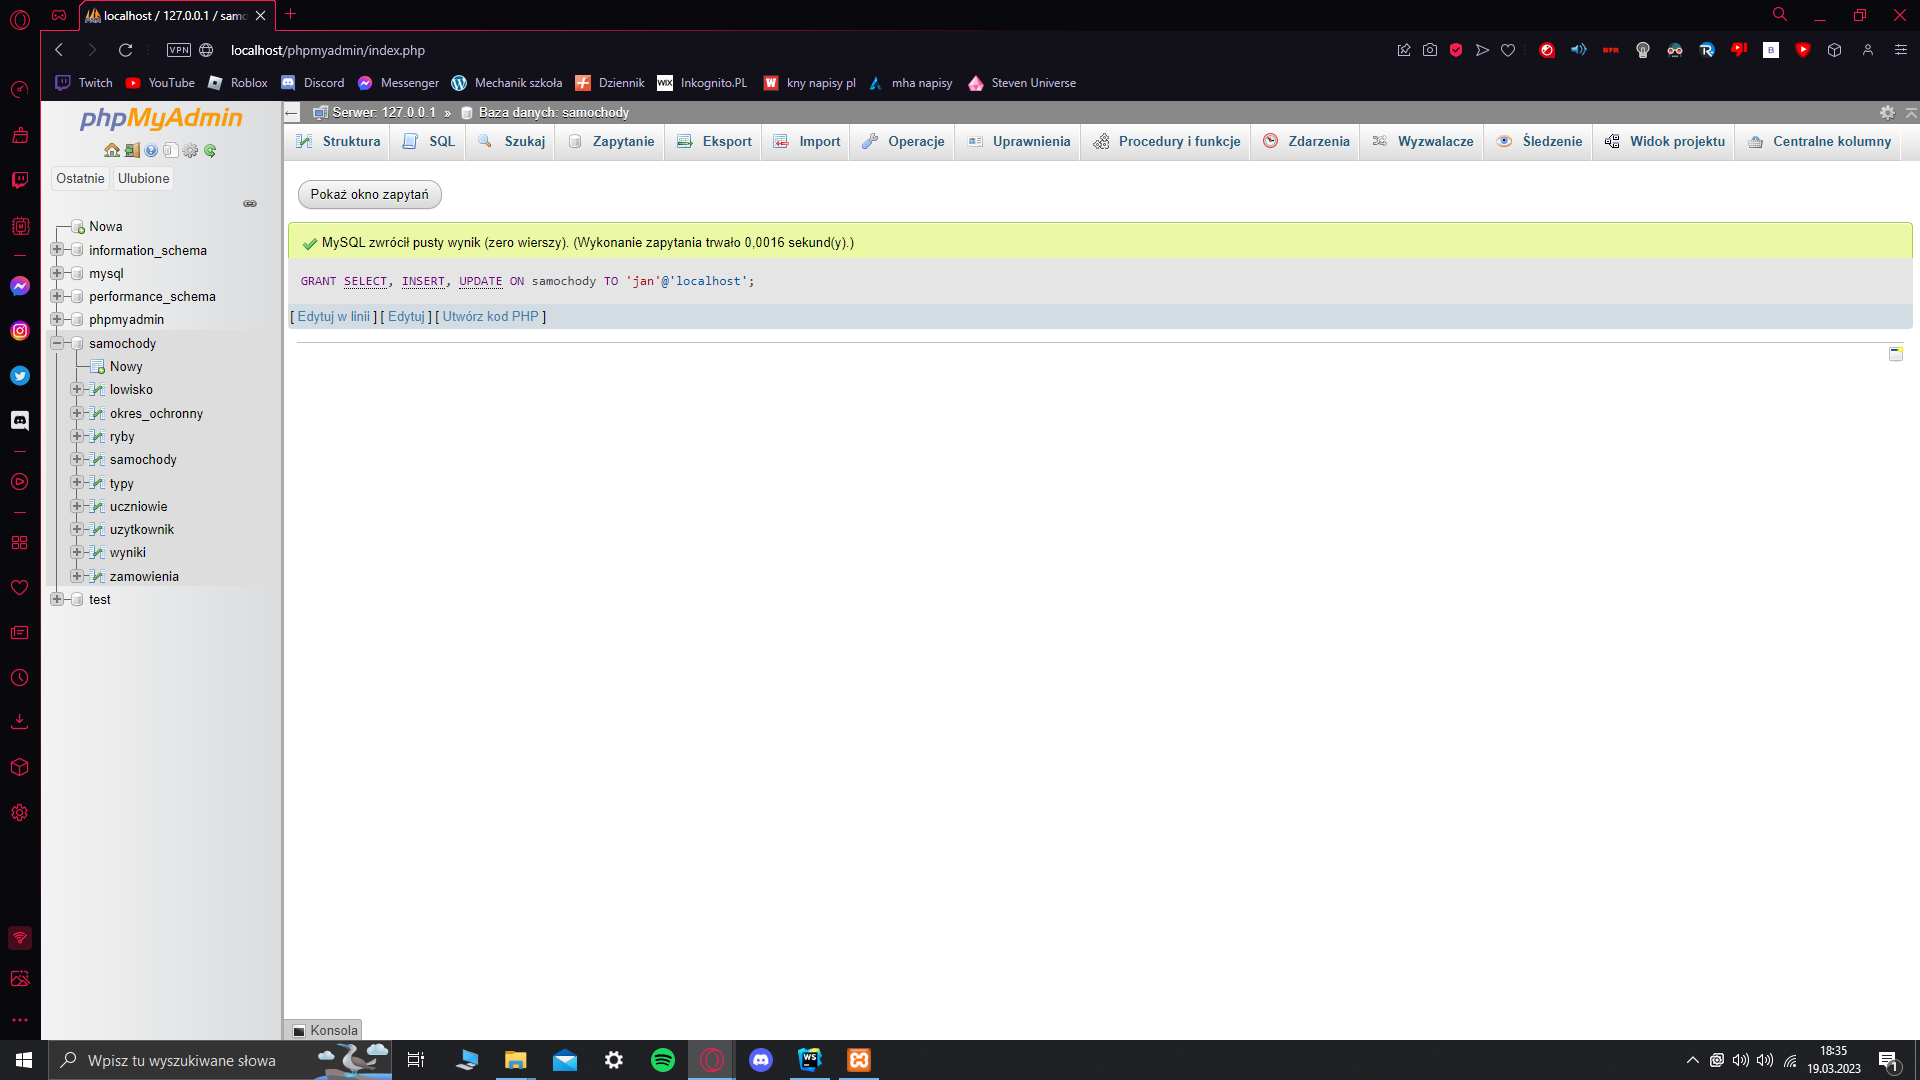 localhost / 127.0.0.1 / samo
VPN localhost/phpmyadmin/index.php
BPM
Twitch YouTube Roblox Discord Messenger Mechanik szkoła Dziennik WIX Inkognito.PL W kny napisy pl mha napisy Steven Universe
phpMyAdmin
Ostatnie Ulubione
Nowa
information_schema
mysql
performance_schema
phpmyadmin
samochody
Nowy
lowisko
okres_ochronny
ryby
samochody
typy
uczniowie
uzytkownik
wyniki
zamowienia
test
Serwer: 127.0.0.1 » Baza danych: samochody
Struktura SQL Szukaj Zapytanie Eksport Import Operacje Uprawnienia Procedury i funkcje Zdarzenia Wyzwalacze Śledzenie Widok projektu Centralne kolumny
Pokaż okno zapytań
MySQL zwrócił pusty wynik (zero wierszy). (Wykonanie zapytania trwało 0,0016 sekund(y).)
GRANT SELECT, INSERT, UPDATE ON samochody TO 'jan'@'localhost';
[ Edytuj w linii ] [ Edytuj ] [ Utwórz kod PHP ]
Konsola
Wpisz tu wyszukiwane słowa
WS
18:35
19.03.2023
1